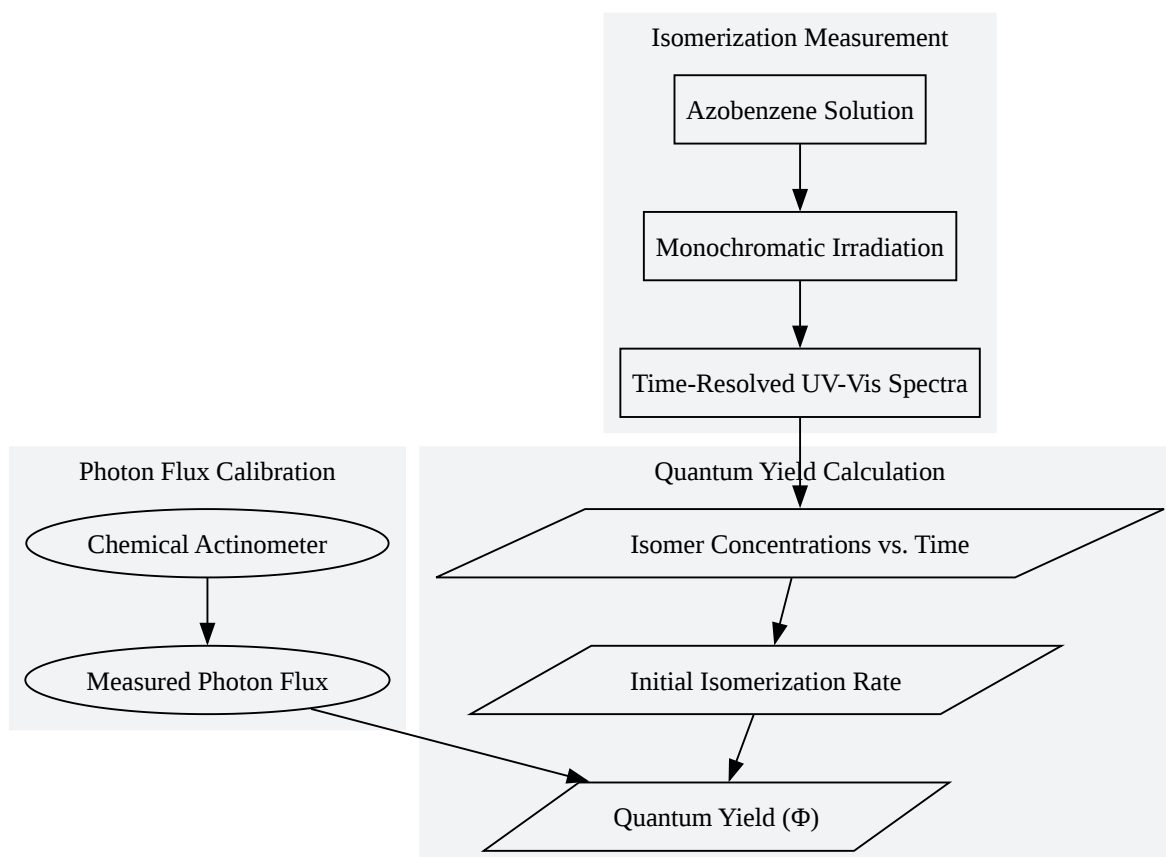 Isomerization Measurement
Azobenzene Solution
Monochromatic Irradiation
Time-Resolved UV-Vis Spectra
Photon Flux Calibration
Chemical Actinometer
Measured Photon Flux
Quantum Yield Calculation
Isomer Concentrations vs. Time
Initial Isomerization Rate
Quantum Yield (Φ)